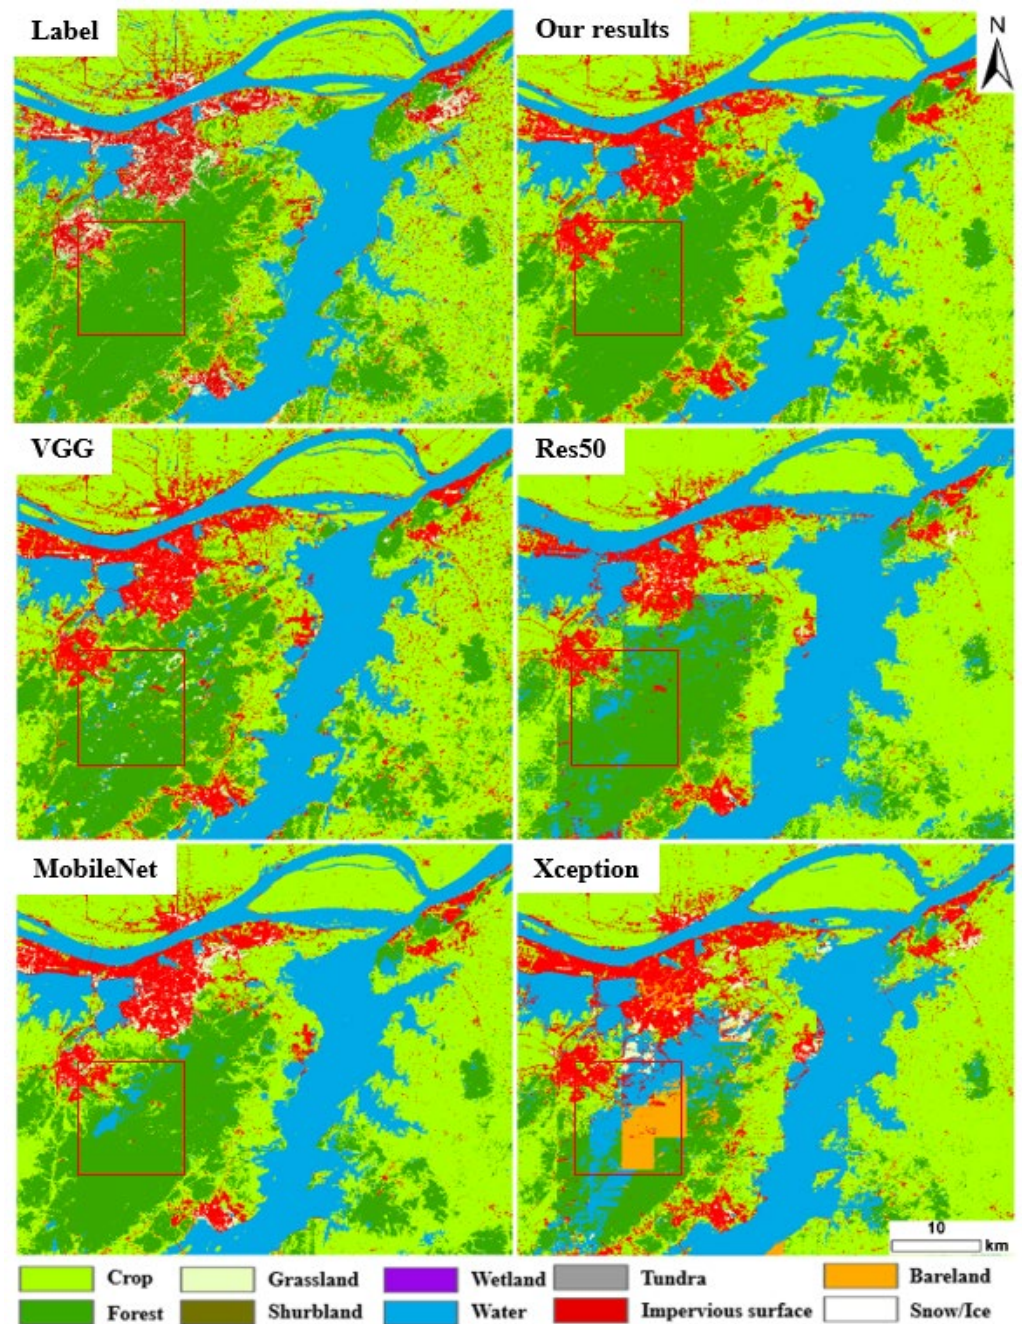 Label
Our results
N
VGG
Res50
MobileNet
Xception
10
km
Crop
Grassland
Wetland
Tundra
Bareland
Forest
Shurbland
Water
Impervious surface
Snow/Ice